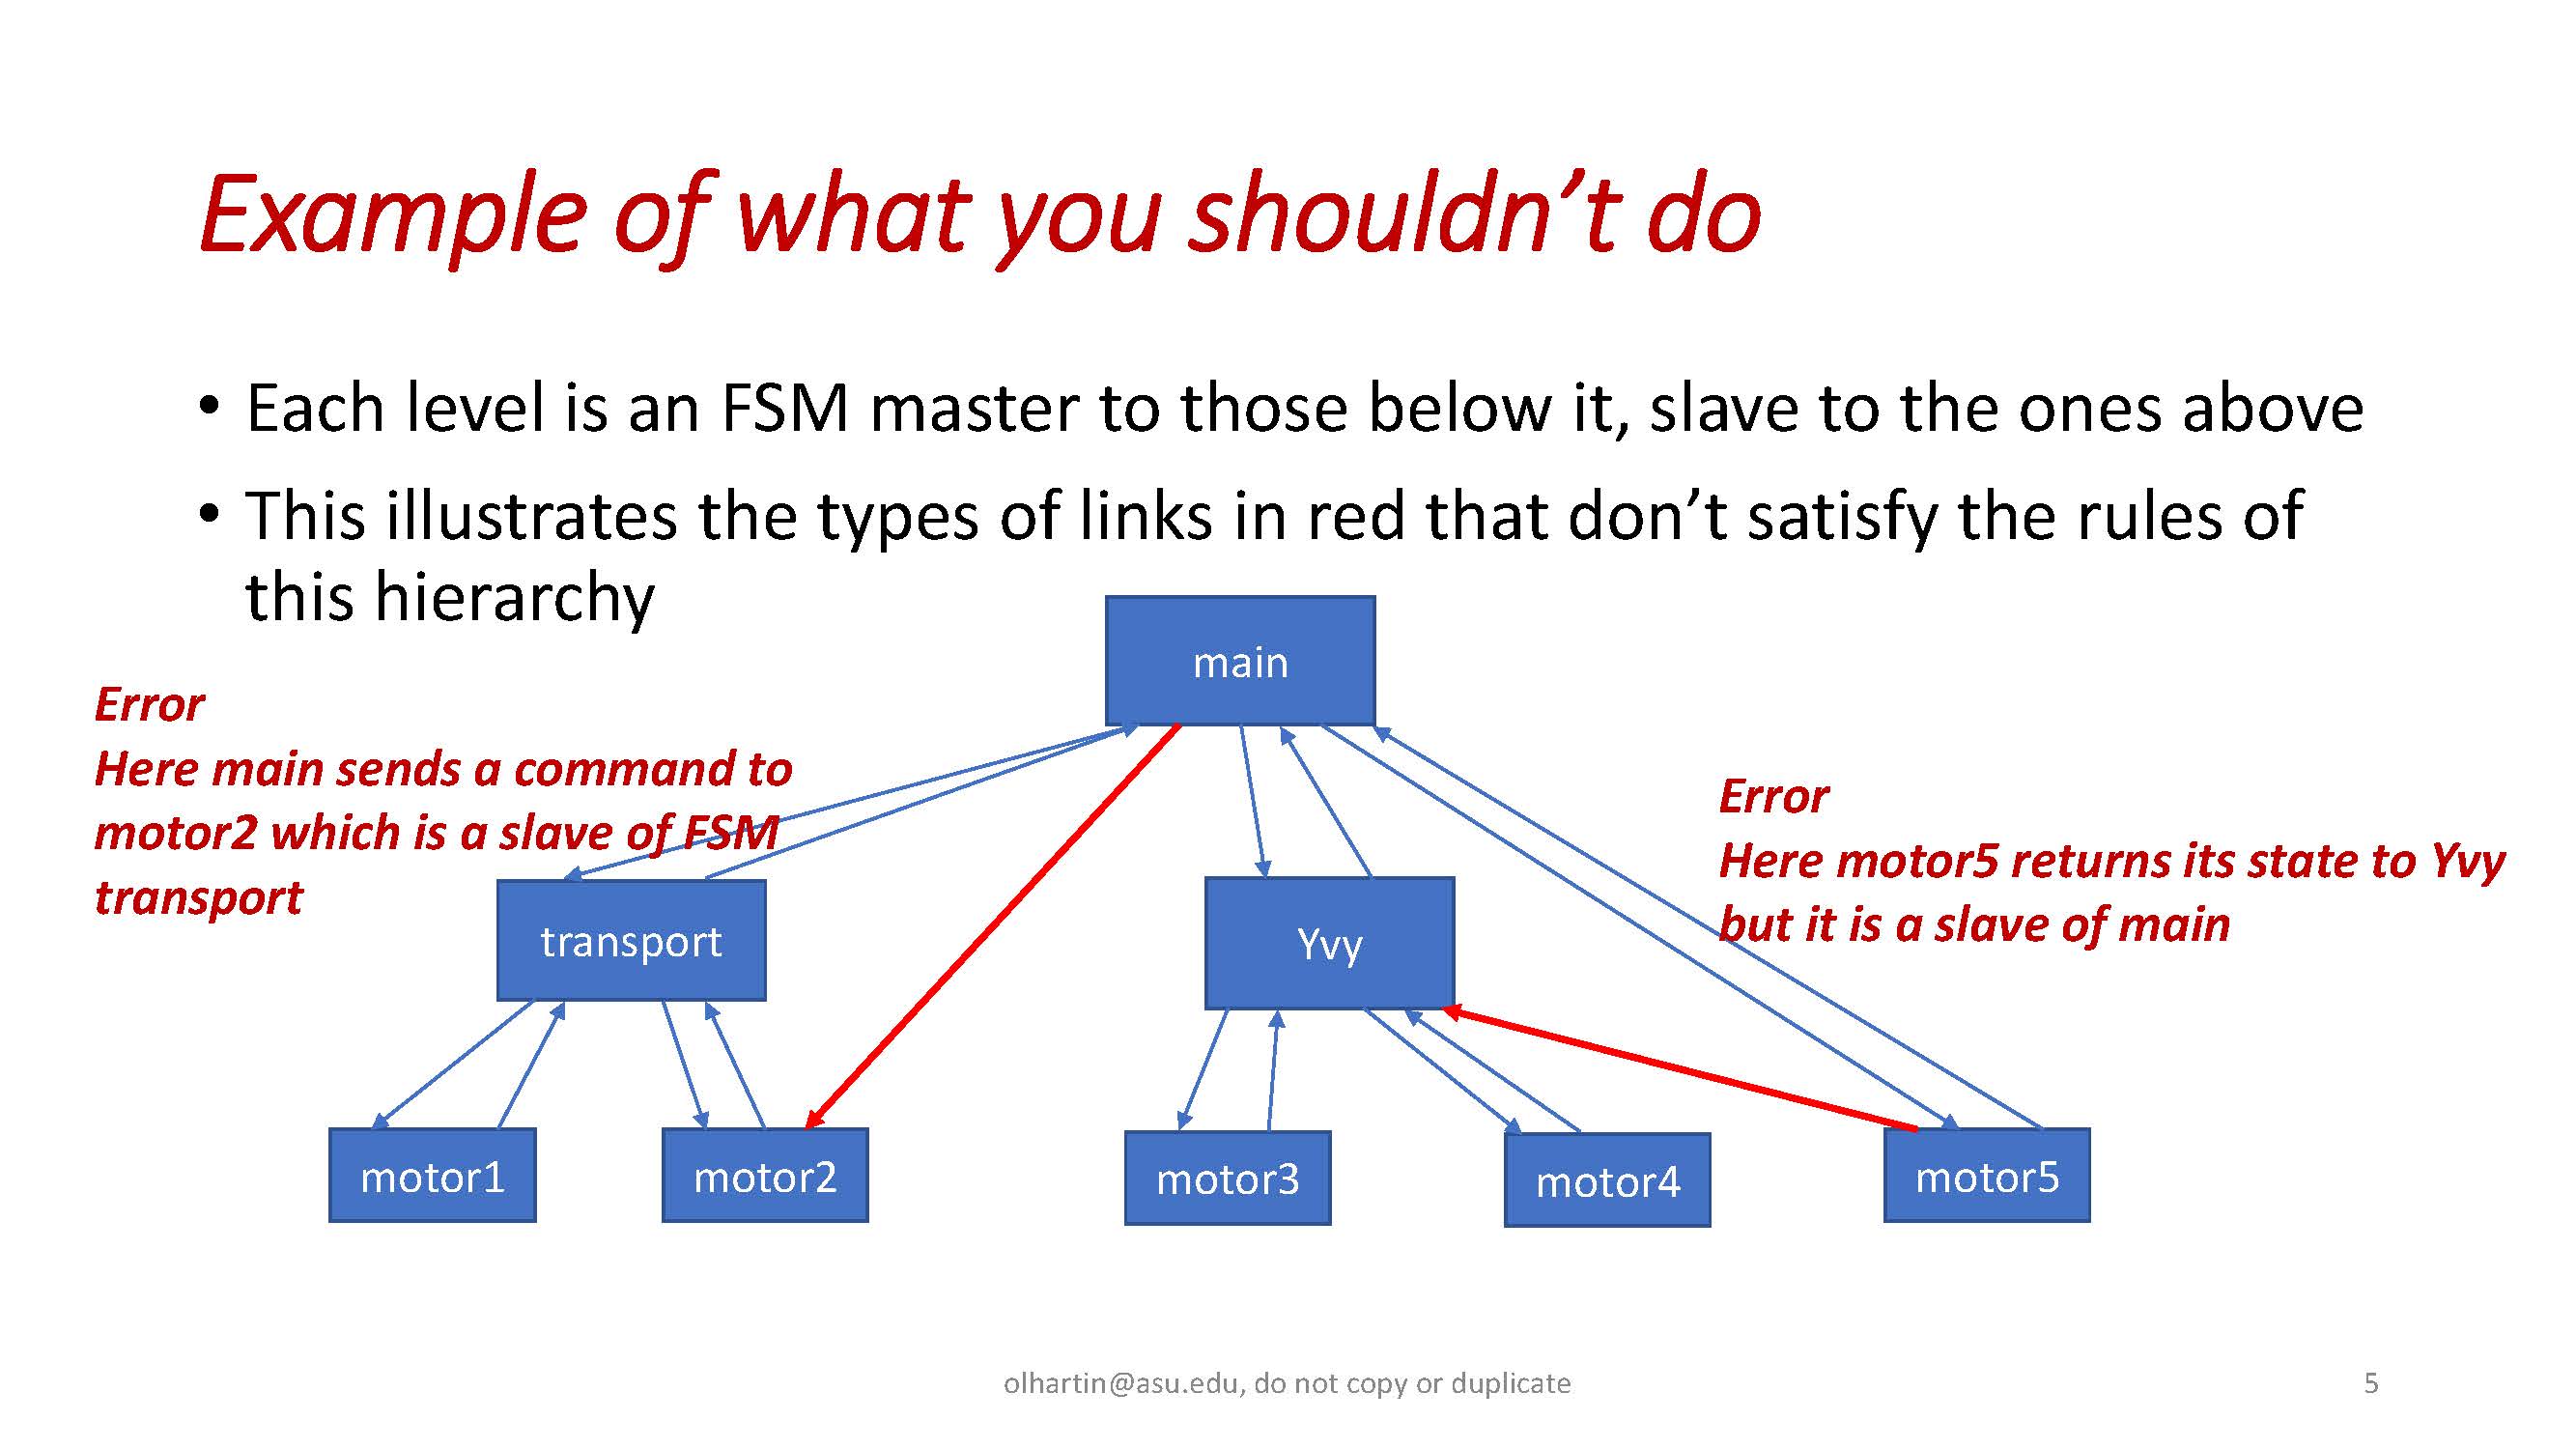 Example of what you shouldn’t do
• Each level is an FSM master to those below it, slave to the ones above
• This illustrates the types of links in red that don’t satisfy the rules of
this hierarchy
main
Error
Here main sends a command to
motor2 which is a slave of FSM
transport
Error
Here motor5 returns its state to Yvy
but it is a slave of main
transport
Yvy
motor1
motor2
motor3
motor4
motor5
olhartin@asu.edu, do not copy or duplicate
5